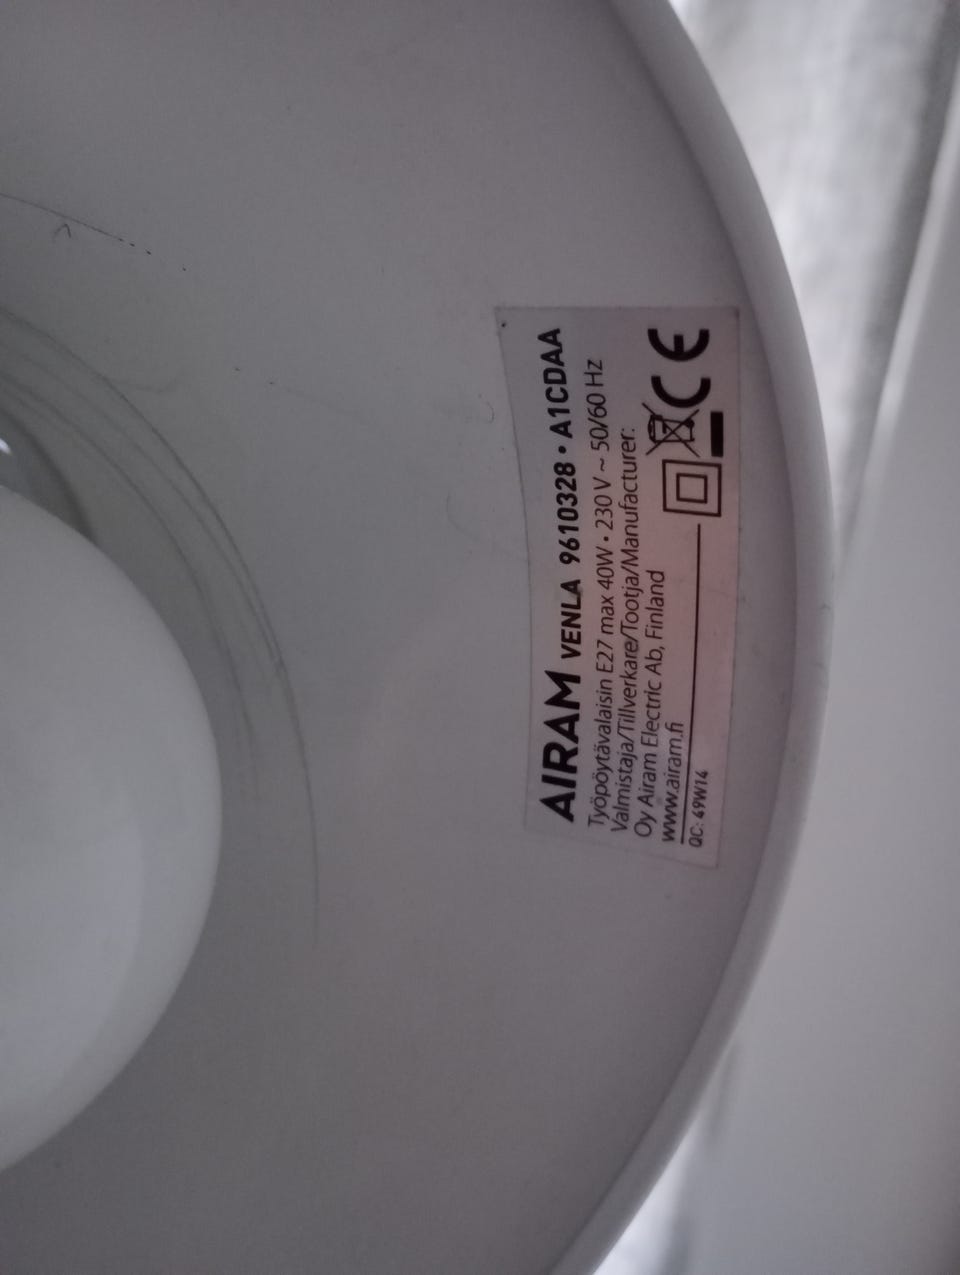 AIRAM VENLA 9610328 • A1CDAA
Työpöytävalaisin E27 max 40W • 230 V ~ 50/60 Hz
Valmistaja/Tillverkare/Tootja/Manufacturer:
Oy Airam Electric Ab, Finland
www.airam.fi
QC: 49W14
CE